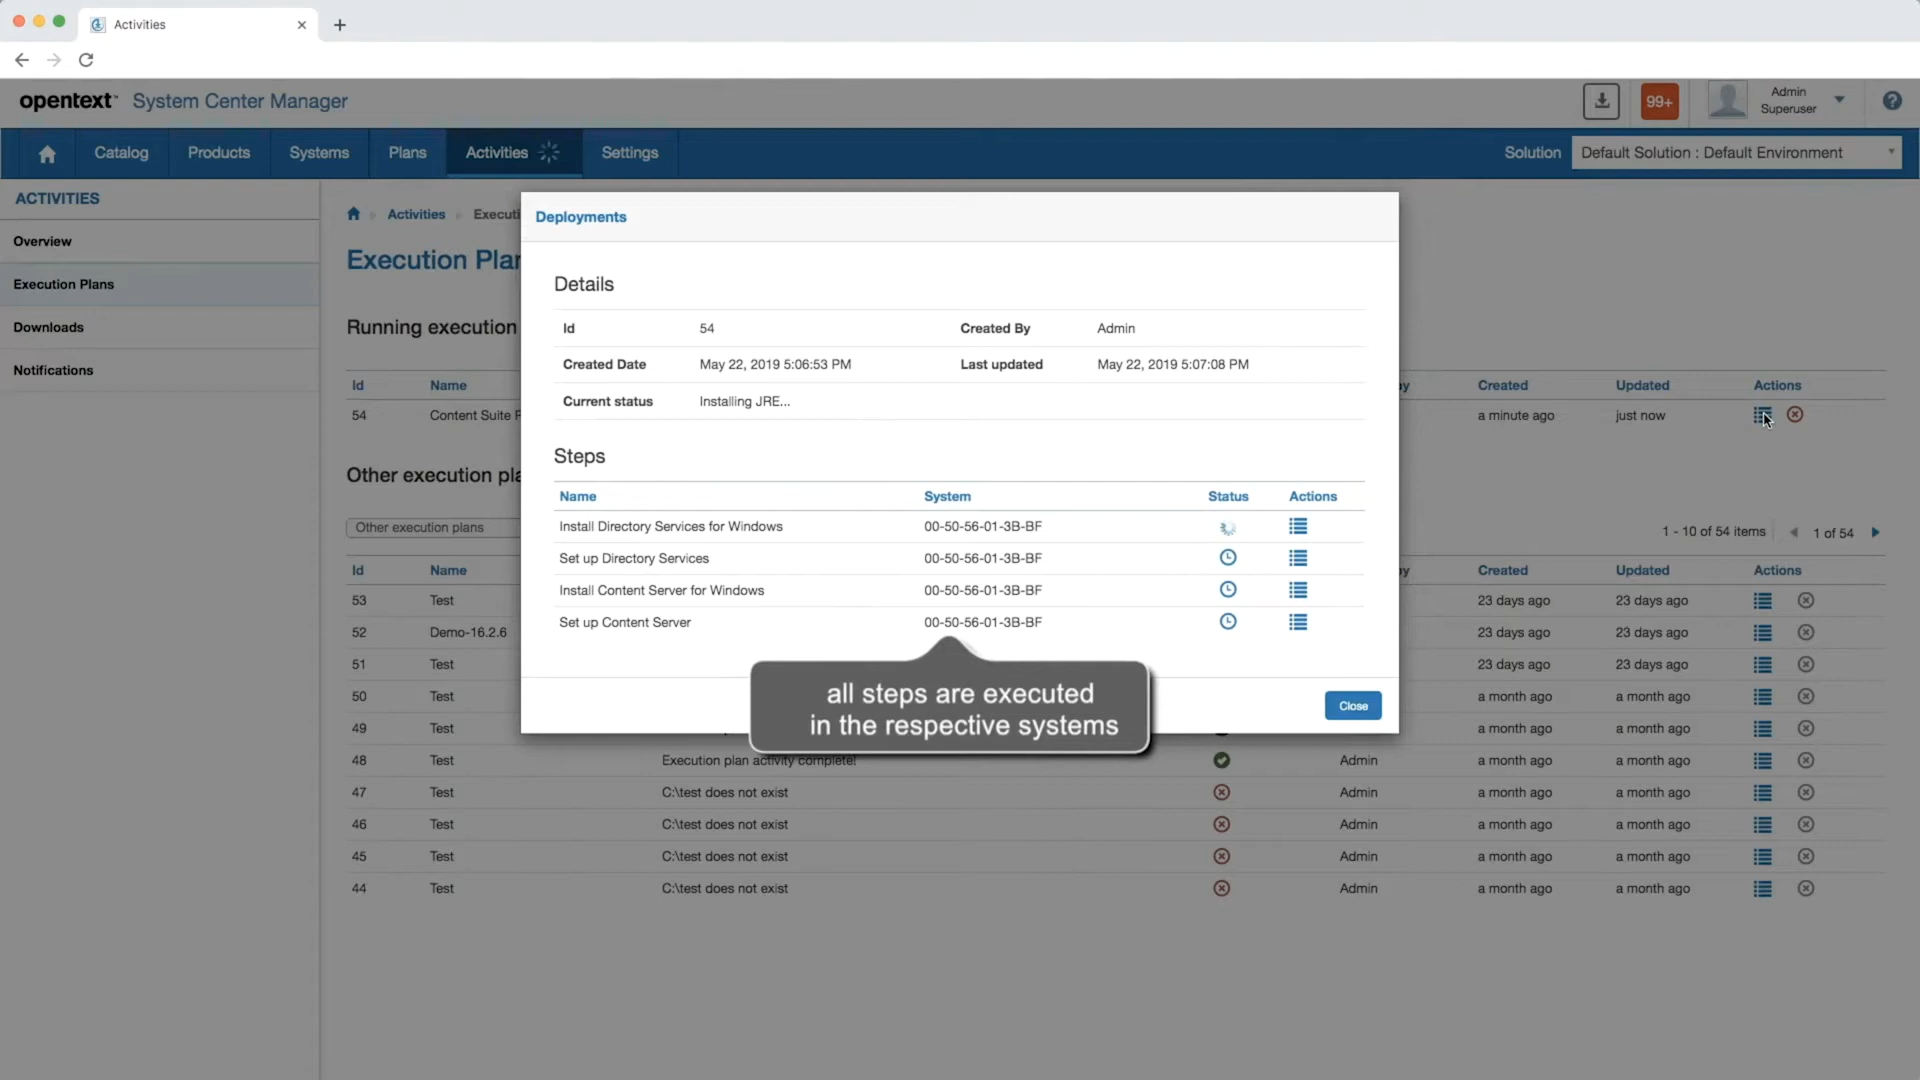 Activities
opentext™ System Center Manager
99+
Admin
Superuser
Catalog Products Systems Plans Activities Settings
Solution Default Solution : Default Environment
ACTIVITIES
Overview
Execution Plans
Downloads
Notifications
Activities
Deployments
Running execution
Id Name Created Updated Actions
54 Content Suite a minute ago just now
Other execution
Other execution plans
1 - 10 of 54 items 1 of 54
Id Name Created Updated Actions
53 Test 23 days ago 23 days ago
52 Demo-16.2.6 23 days ago 23 days ago
51 Test 23 days ago 23 days ago
50 Test a month ago a month ago
49 Test a month ago a month ago
48 Test Execution plan activity complete! Admin a month ago a month ago
47 Test C:\test does not exist Admin a month ago a month ago
46 Test C:\test does not exist Admin a month ago a month ago
45 Test C:\test does not exist Admin a month ago a month ago
44 Test C:\test does not exist Admin a month ago a month ago
Details
Id 54 Created By Admin
Created Date May 22, 2019 5:06:53 PM Last updated May 22, 2019 5:07:08 PM
Current status Installing JRE...
Steps
Name System Status Actions
Install Directory Services for Windows 00-50-56-01-3B-BF
Set up Directory Services 00-50-56-01-3B-BF
Install Content Server for Windows 00-50-56-01-3B-BF
Set up Content Server 00-50-56-01-3B-BF
all steps are executed
in the respective systems
Close